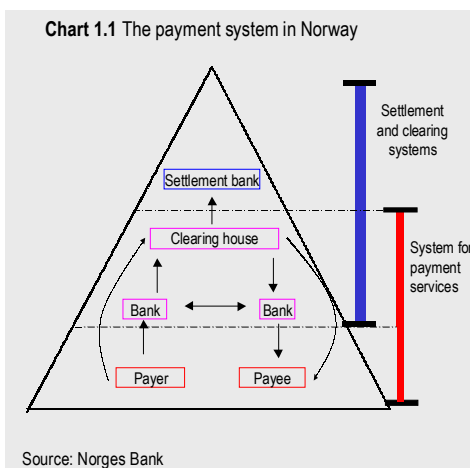 Chart 1.1 The payment system in Norway
Settlement
and clearing
systems
Settlement bank
Clearing house
System for
payment
services
Bank
Bank
Payer
Payee
Source: Norges Bank